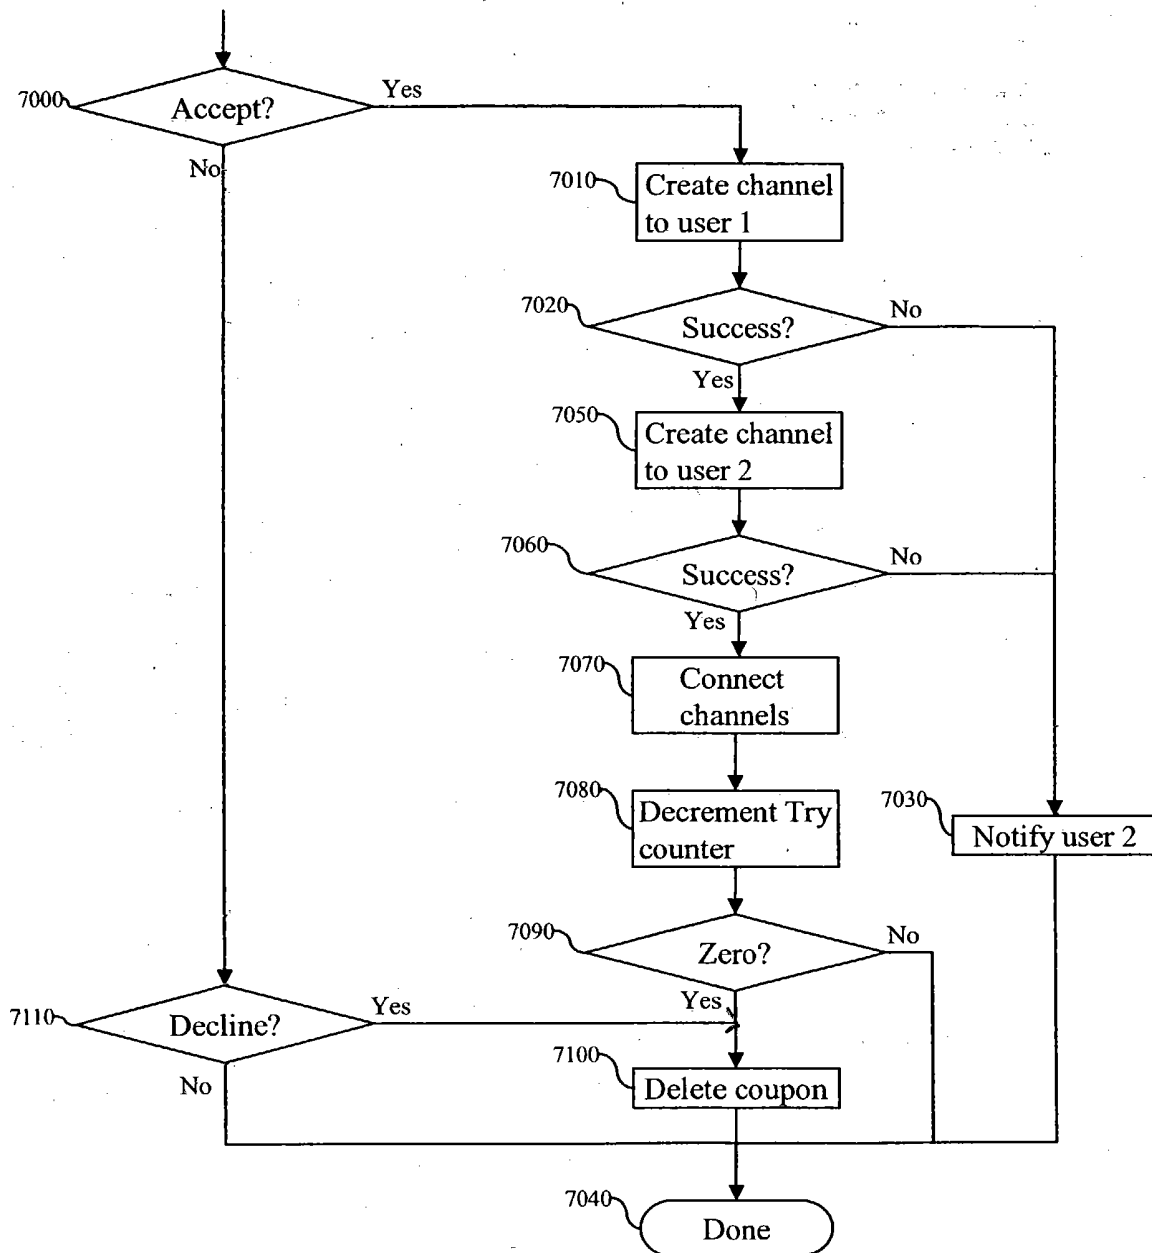 7000
Accept?
Yes
No
7010
Create channel
to user 1
7020
Success?
No
Yes
7050
Create channel
to user 2
7060
Success?
No
Yes
7070
Connect
channels
7080
Decrement Try
counter
7030
Notify user 2
7090
Zero?
No
Yes
7110
Decline?
Yes
No
7100
Delete coupon
7040
Done